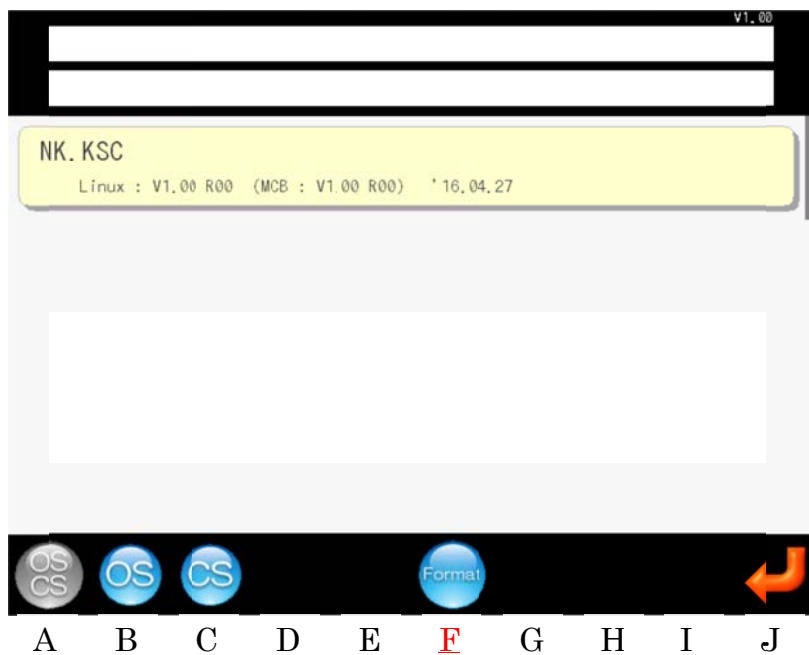 V1.00
NK.KSC
Linux : V1.00 R00 (MCB : V1.00 R00) '16.04.27
OS
CS
OS
CS
Format
A B C D E F G H I J